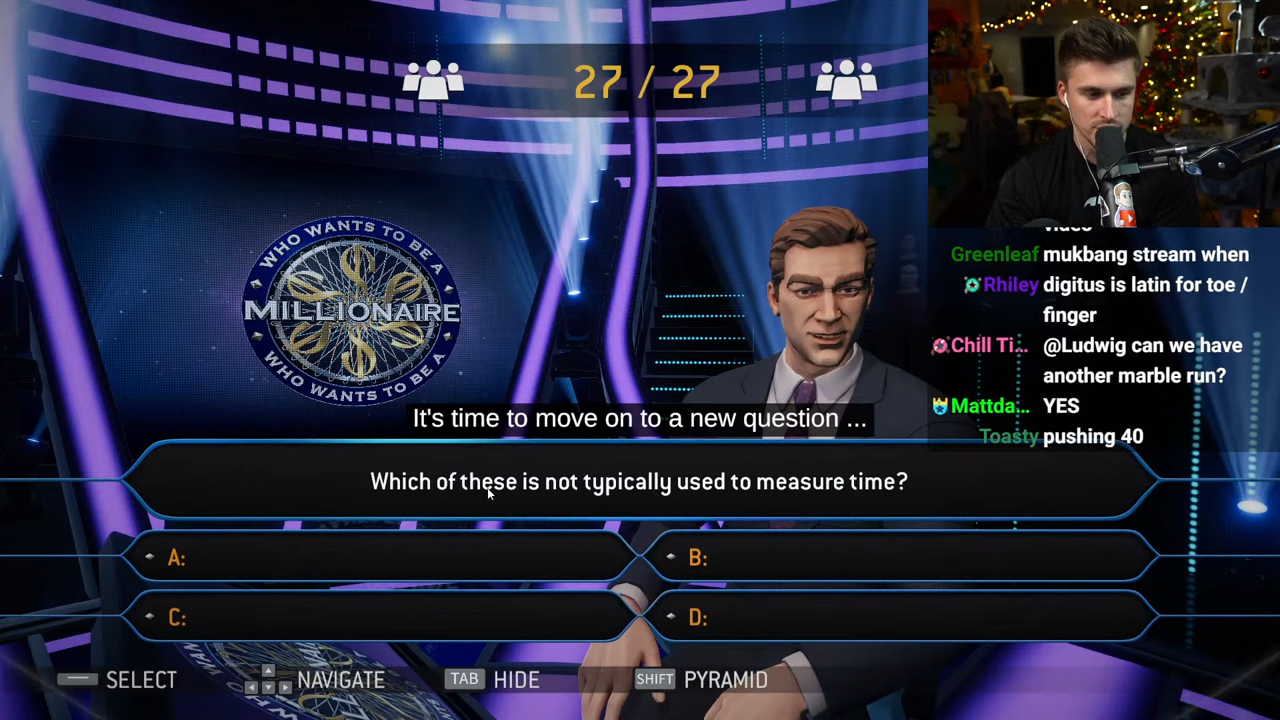 27 / 27
WHO WANTS TO BE A
MILLIONAIRE
WHO WANTS TO BE A
It's time to move on to a new question ...
Which of these is not typically used to measure time?
A:
B:
C:
D:
SELECT
NAVIGATE
TAB HIDE
SHIFT PYRAMID
video
Greenleaf mukbang stream when
Rhiley digitus is latin for toe /
finger
Chill Ti... @Ludwig can we have
another marble run?
Mattda... YES
Toasty pushing 40